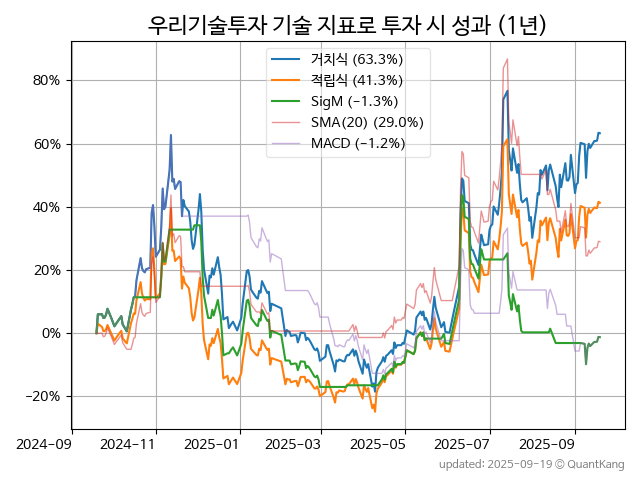 우리기술투자 기술 지표로 투자 시 성과 (1년)
거치식 (63.3%)
적립식 (41.3%)
SigM (−1.3%)
SMA(20) (29.0%)
MACD (−1.2%)
80%
60%
40%
20%
0%
−20%
2024-09 2024-11 2025-01 2025-03 2025-05 2025-07 2025-09
updated: 2025-09-19 © QuantKang